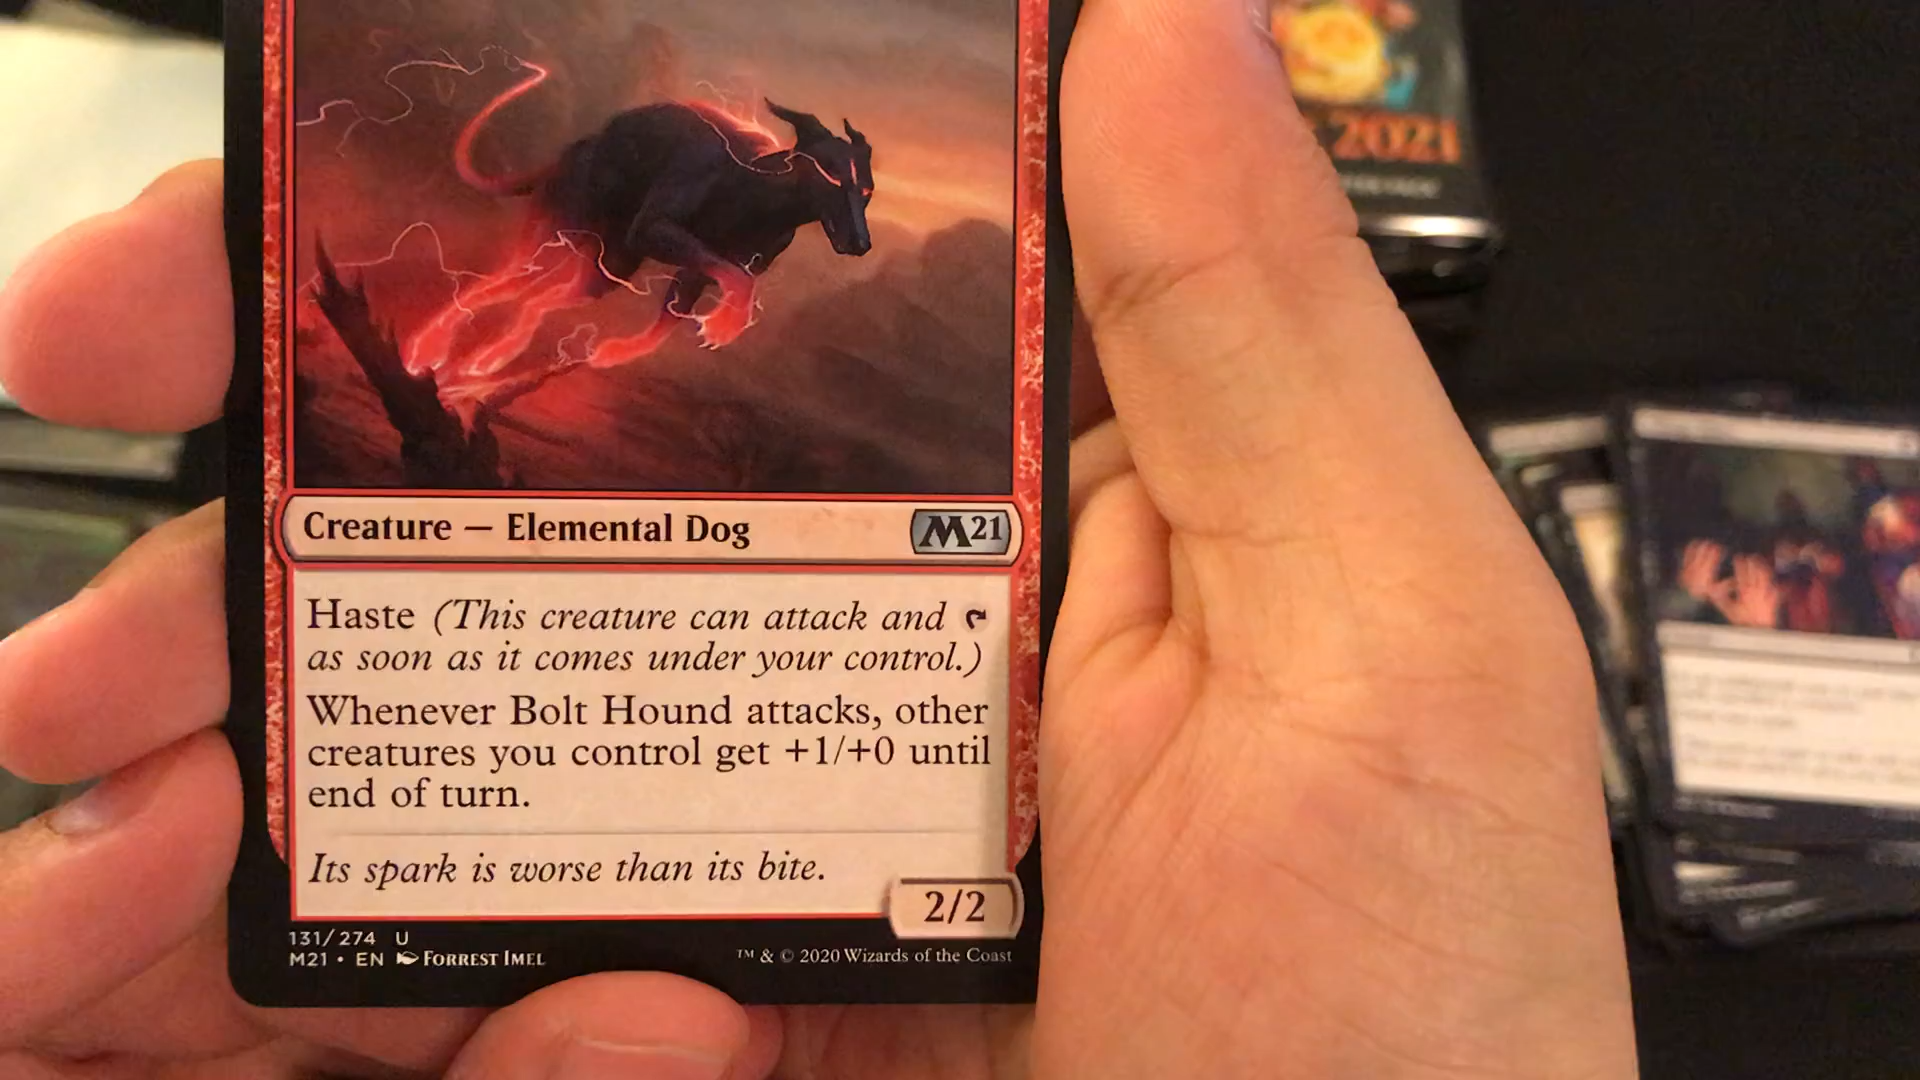 2021
Creature — Elemental Dog
M21
Haste (This creature can attack and
as soon as it comes under your control.)
Whenever Bolt Hound attacks, other
creatures you control get +1/+0 until
end of turn.
Its spark is worse than its bite.
2/2
131/274 U
M21 • EN Forrest Imel
™ & © 2020 Wizards of the Coast